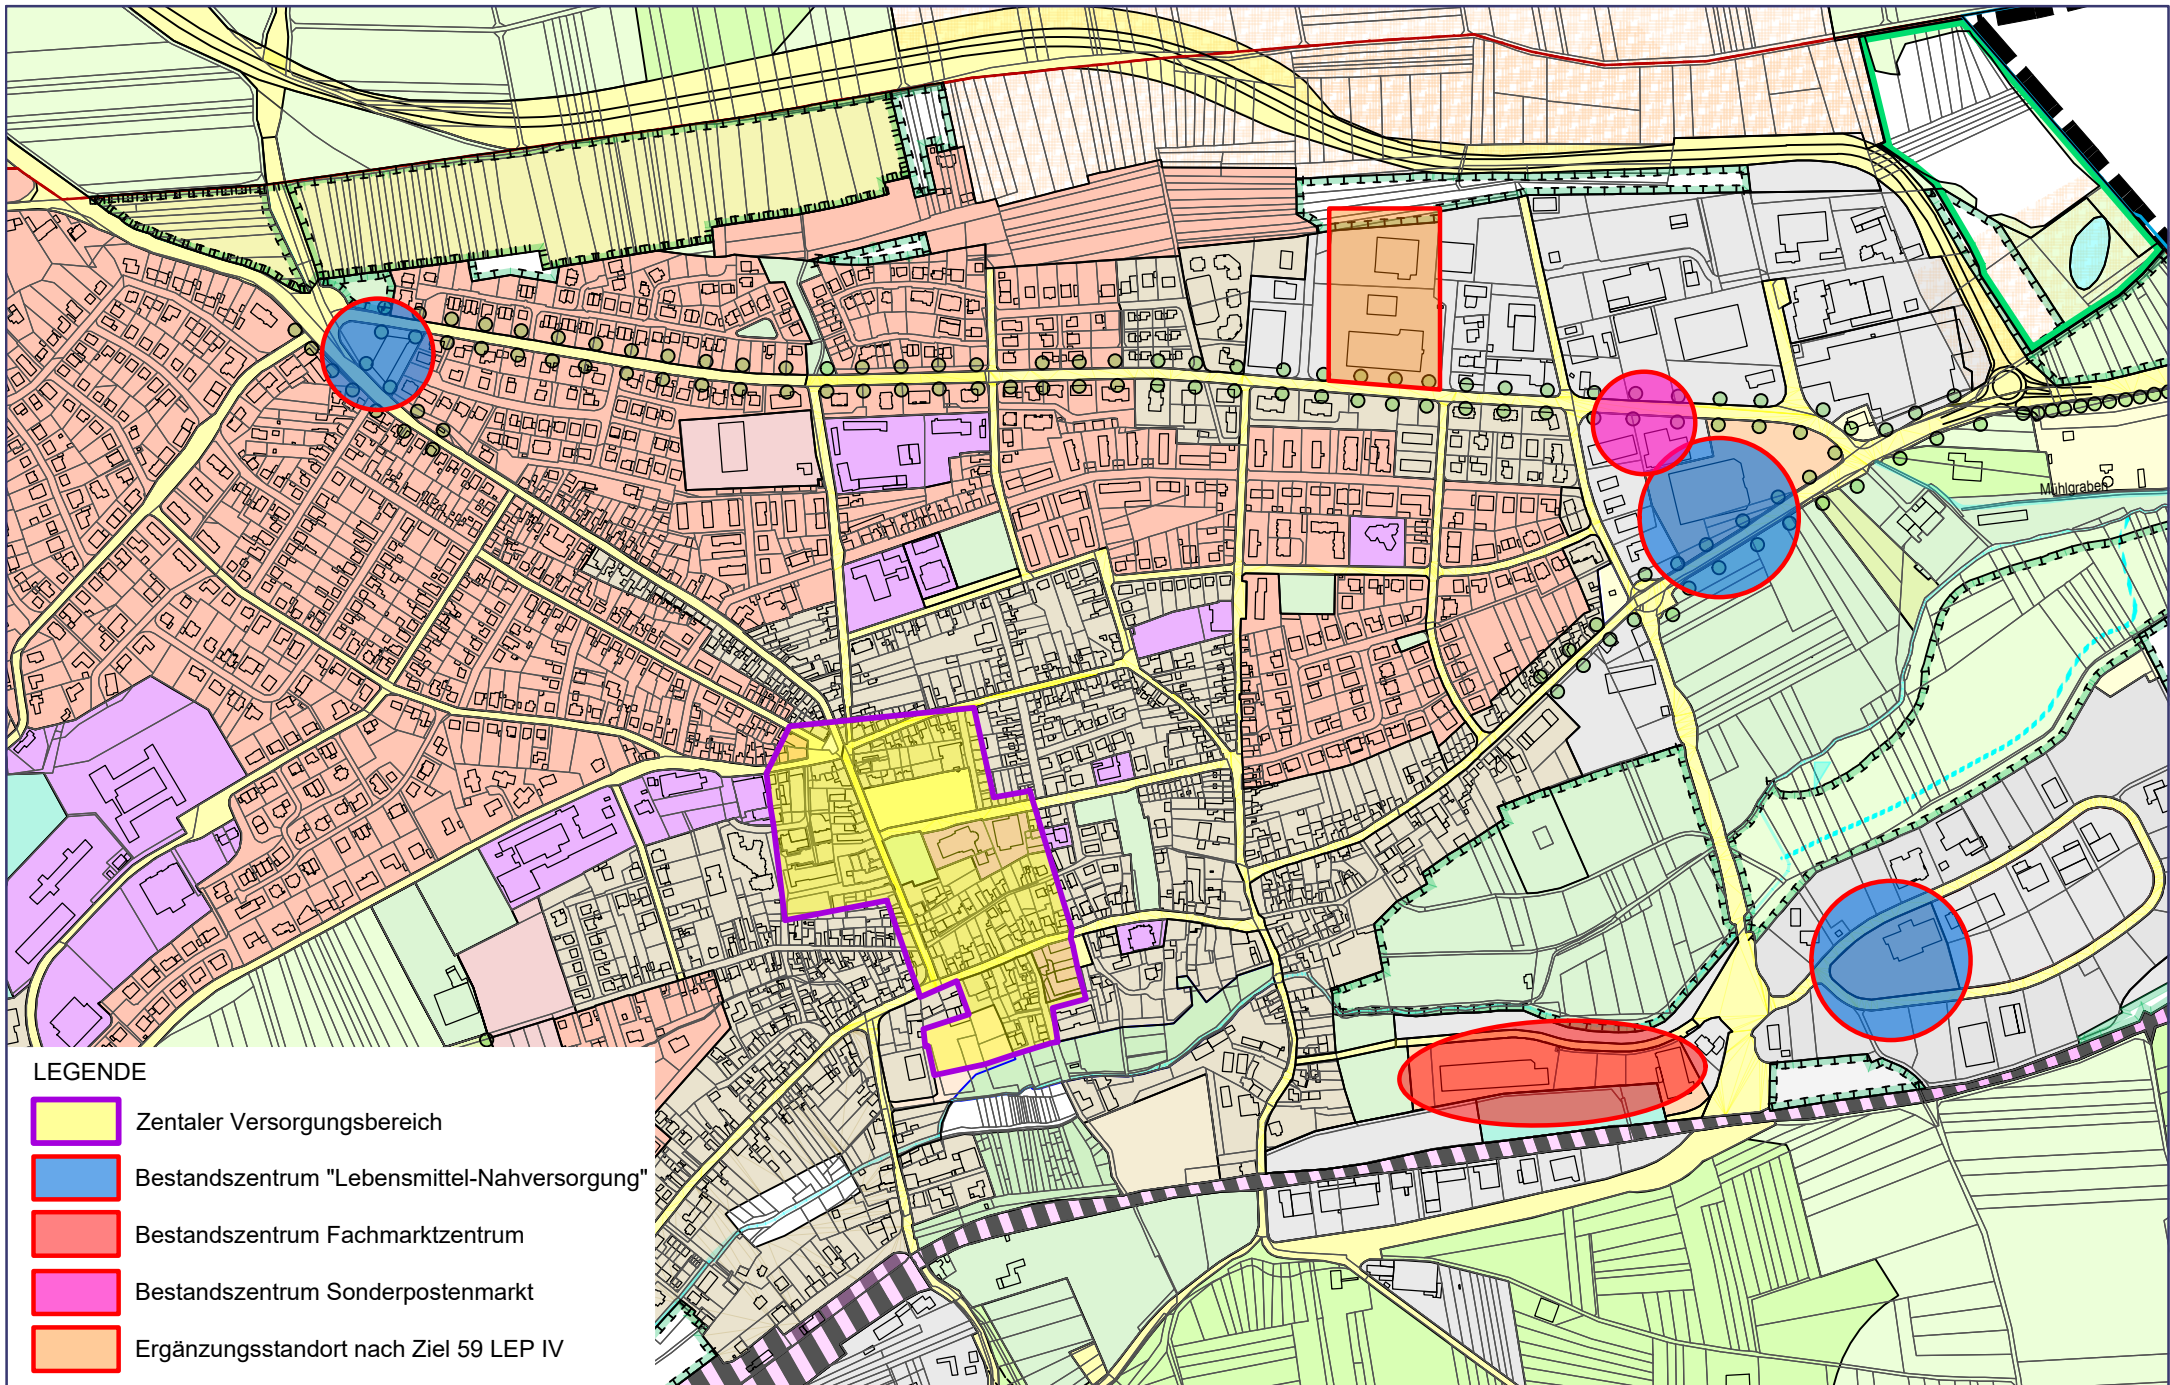 Mühlgraben
LEGENDE
Zentaler Versorgungsbereich
Bestandszentrum "Lebensmittel-Nahversorgung"
Bestandszentrum Fachmarktzentrum
Bestandszentrum Sonderpostenmarkt
Ergänzungsstandort nach Ziel 59 LEP IV